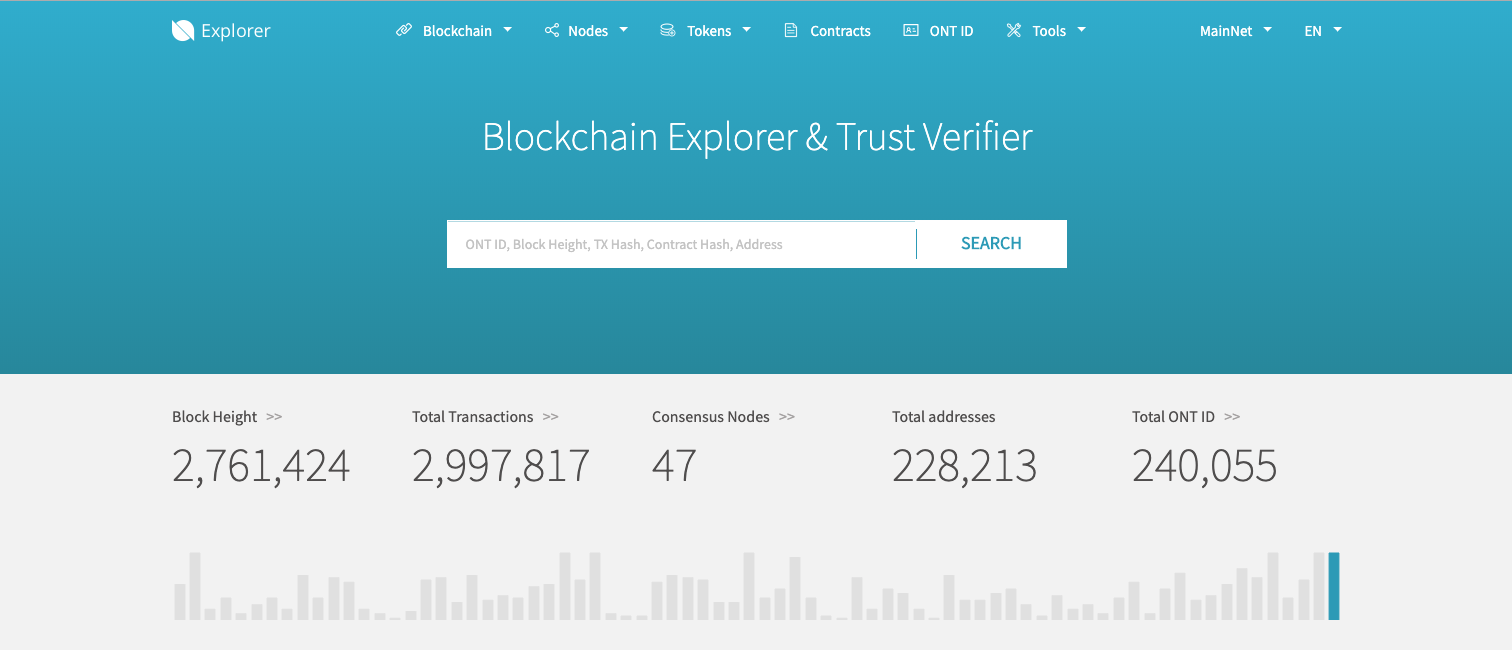 Explorer Blockchain Nodes Tokens Contracts ONT ID Tools MainNet EN
Blockchain Explorer & Trust Verifier
ONT ID, Block Height, TX Hash, Contract Hash, Address SEARCH
Block Height >> Total Transactions >> Consensus Nodes >> Total addresses Total ONT ID >>
2,761,424 2,997,817 47 228,213 240,055